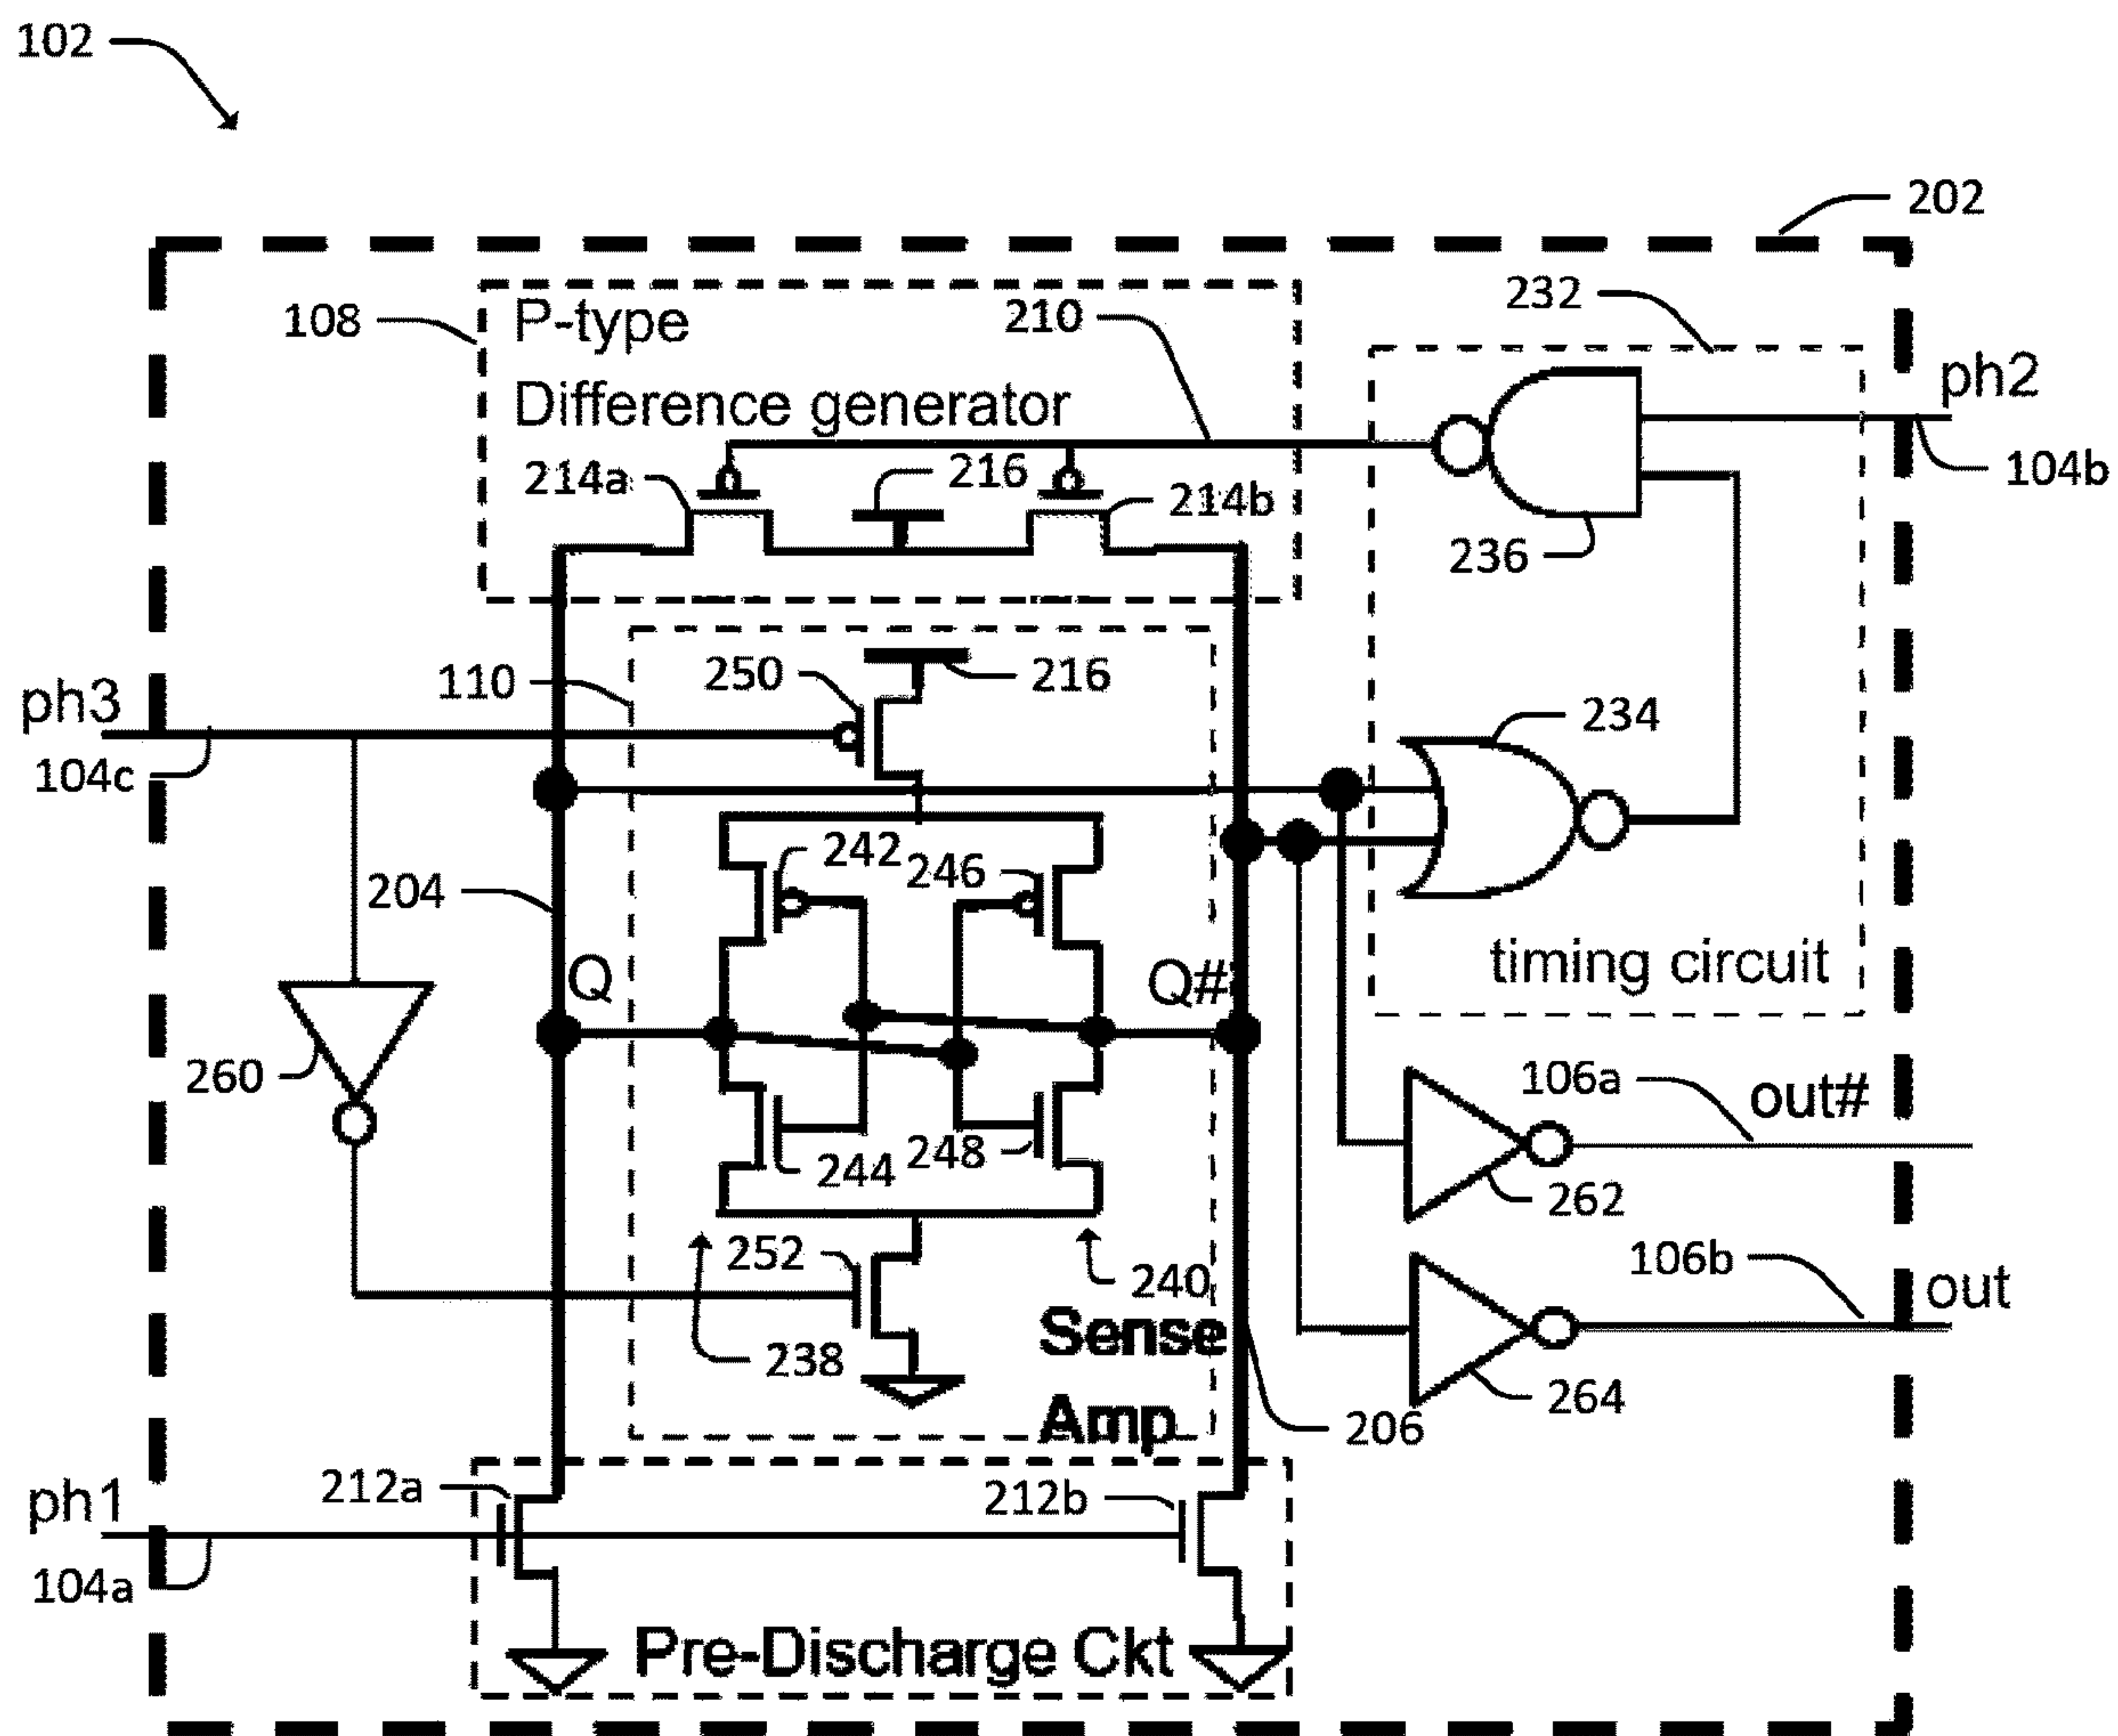 102
202
232
108
P-type
210
Difference generator
ph2
104b
214a
216
214b
236
110
250
216
ph3
104c
234
242
246
204
timing circuit
Q
Q#
260
106a
out#
244
248
262
252
240
106b
out
238
Sense
Amp
264
206
ph1
212a
212b
104a
Pre-Discharge Ckt